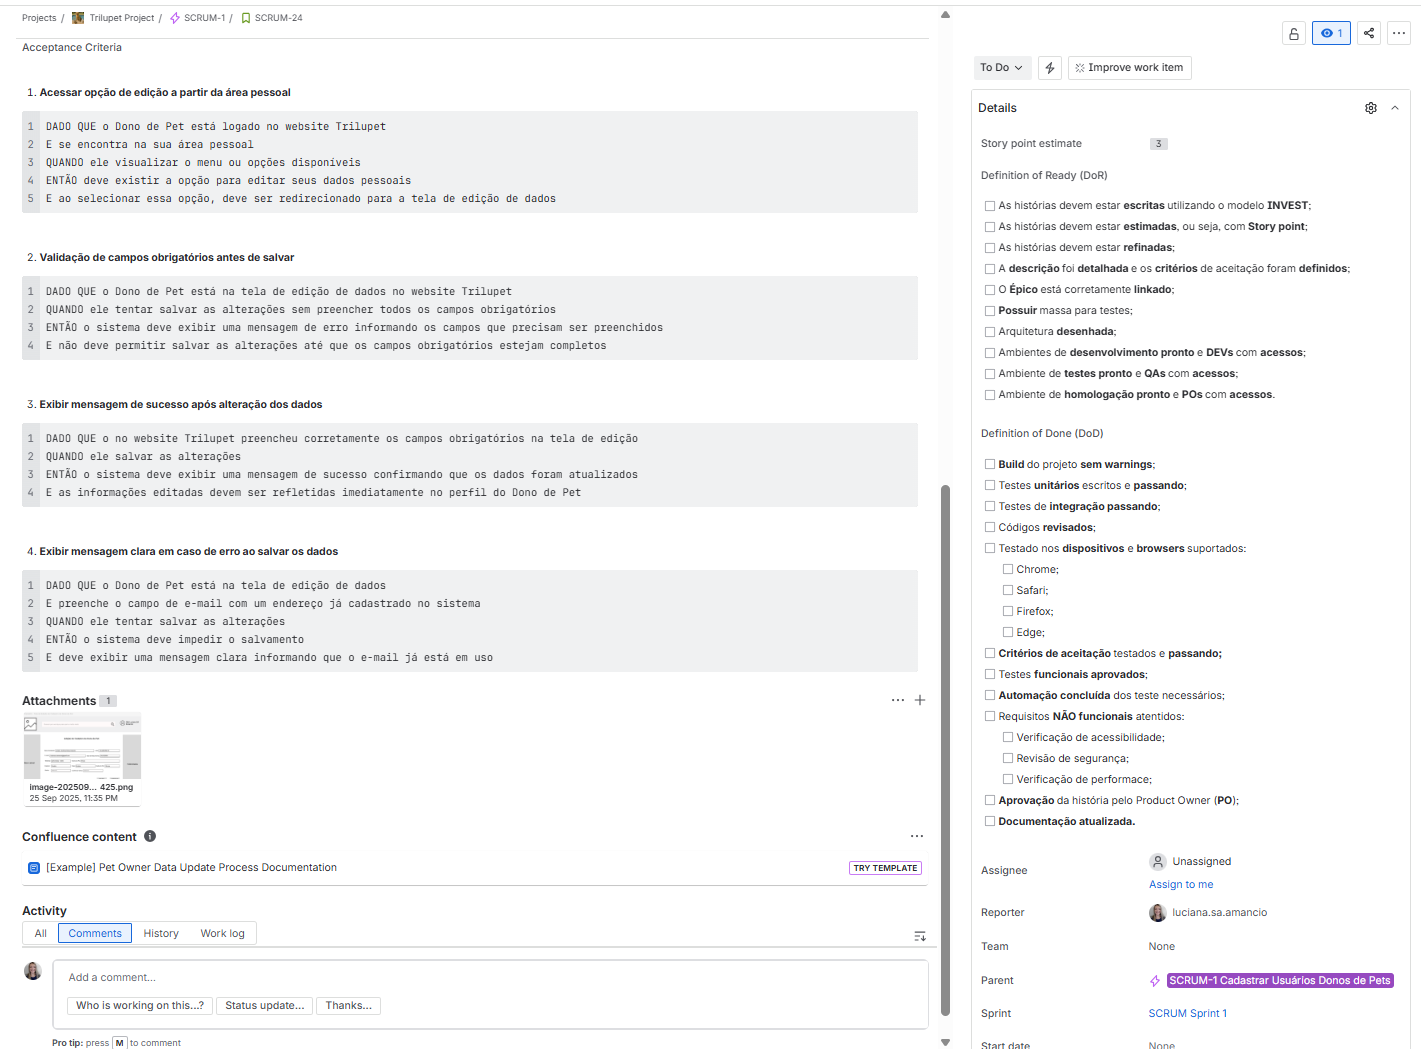 Projects / Trilupet Project / SCRUM-1 / SCRUM-24
Acceptance Criteria
1. Acessar opção de edição a partir da área pessoal
1 DADO QUE o Dono de Pet está logado no website Trilupet
2 E se encontra na sua área pessoal
3 QUANDO ele visualizar o menu ou opções disponíveis
4 ENTÃO deve existir a opção para editar seus dados pessoais
5 E ao selecionar essa opção, deve ser redirecionado para a tela de edição de dados
2. Validação de campos obrigatórios antes de salvar
1 DADO QUE o Dono de Pet está na tela de edição de dados no website Trilupet
2 QUANDO ele tentar salvar as alterações sem preencher todos os campos obrigatórios
3 ENTÃO o sistema deve exibir uma mensagem de erro informando os campos que precisam ser preenchidos
4 E não deve permitir salvar as alterações até que os campos obrigatórios estejam completos
3. Exibir mensagem de sucesso após alteração dos dados
1 DADO QUE o no website Trilupet preencheu corretamente os campos obrigatórios na tela de edição
2 QUANDO ele salvar as alterações
3 ENTÃO o sistema deve exibir uma mensagem de sucesso confirmando que os dados foram atualizados
4 E as informações editadas devem ser refletidas imediatamente no perfil do Dono de Pet
4. Exibir mensagem clara em caso de erro ao salvar os dados
1 DADO QUE o Dono de Pet está na tela de edição de dados
2 E preenche o campo de e-mail com um endereço já cadastrado no sistema
3 QUANDO ele tentar salvar as alterações
4 ENTÃO o sistema deve impedir o salvamento
5 E deve exibir uma mensagem clara informando que o e-mail já está em uso
Attachments 1
image-202509... 425.png
25 Sep 2025, 11:35 PM
Confluence content
[Example] Pet Owner Data Update Process Documentation
TRY TEMPLATE
Activity
All Comments History Work log
Add a comment...
Who is working on this...? Status update... Thanks...
Pro tip: press M to comment
1
To Do
Improve work item
Details
Story point estimate 3
Definition of Ready (DoR)
As histórias devem estar escritas utilizando o modelo INVEST;
As histórias devem estar estimadas, ou seja, com Story point;
As histórias devem estar refinadas;
A descrição foi detalhada e os critérios de aceitação foram definidos;
O Épico está corretamente linkado;
Possuir massa para testes;
Arquitetura desenhada;
Ambientes de desenvolvimento pronto e DEVs com acessos;
Ambiente de testes pronto e QAs com acessos;
Ambiente de homologação pronto e POs com acessos.
Definition of Done (DoD)
Build do projeto sem warnings;
Testes unitários escritos e passando;
Testes de integração passando;
Códigos revisados;
Testado nos dispositivos e browsers suportados:
Chrome;
Safari;
Firefox;
Edge;
Critérios de aceitação testados e passando;
Testes funcionais aprovados;
Automação concluída dos teste necessários;
Requisitos NÃO funcionais atentidos:
Verificação de acessibilidade;
Revisão de segurança;
Verificação de performace;
Aprovação da história pelo Product Owner (PO);
Documentação atualizada.
Assignee Unassigned
Assign to me
Reporter luciana.sa.amancio
Team None
Parent SCRUM-1 Cadastrar Usuários Donos de Pets
Sprint SCRUM Sprint 1
Start date None